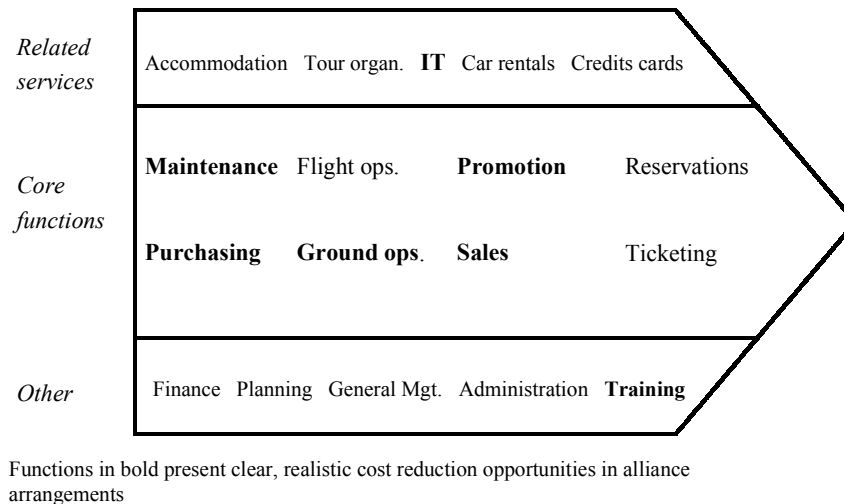 Related services
Accommodation Tour organ. IT Car rentals Credits cards
Core functions
Maintenance Flight ops. Promotion Reservations
Purchasing Ground ops. Sales Ticketing
Other
Finance Planning General Mgt. Administration Training
Functions in bold present clear, realistic cost reduction opportunities in alliance
arrangements